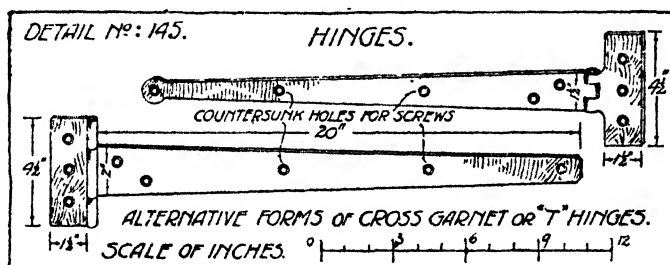 DETAIL Nº: 145.
HINGES.
4½"
1½"
1½"
COUNTERSUNK HOLES FOR SCREWS
20"
4½"
2"
1½"
ALTERNATIVE FORMS OF CROSS GARNET OR "T" HINGES.
SCALE OF INCHES. 0 3 6 9 12